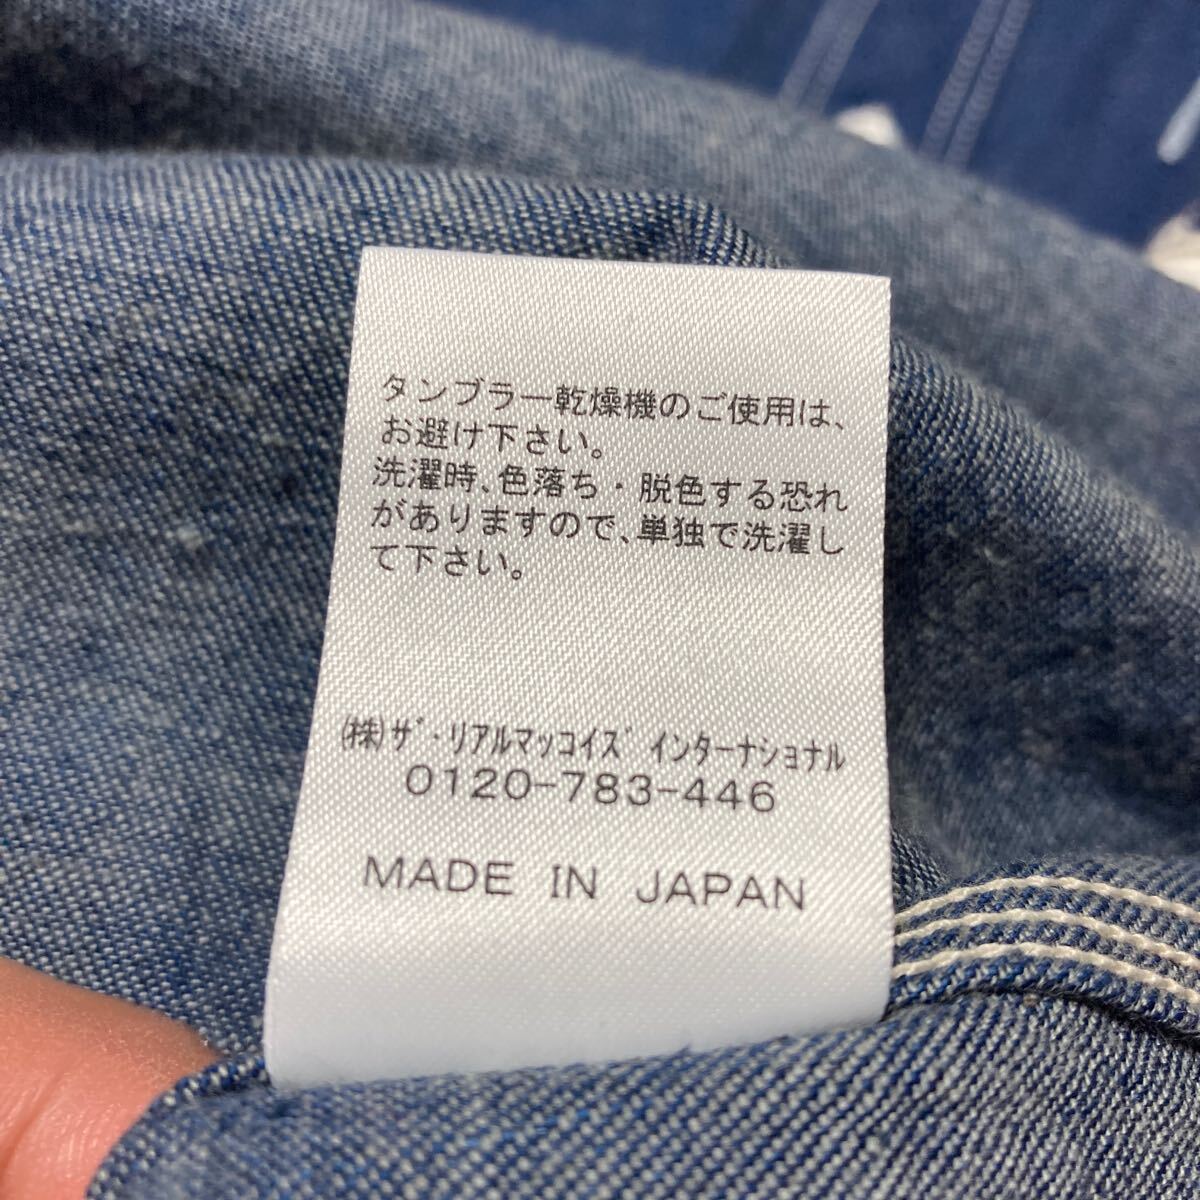 タンブラー乾燥機のご使用は、
お避け下さい。
洗濯時、色落ち・脱色する恐れ
がありますので、単独で洗濯し
て下さい。
㈱ザ・リアルマッコイズ インターナショナル
0120-783-446
MADE IN JAPAN